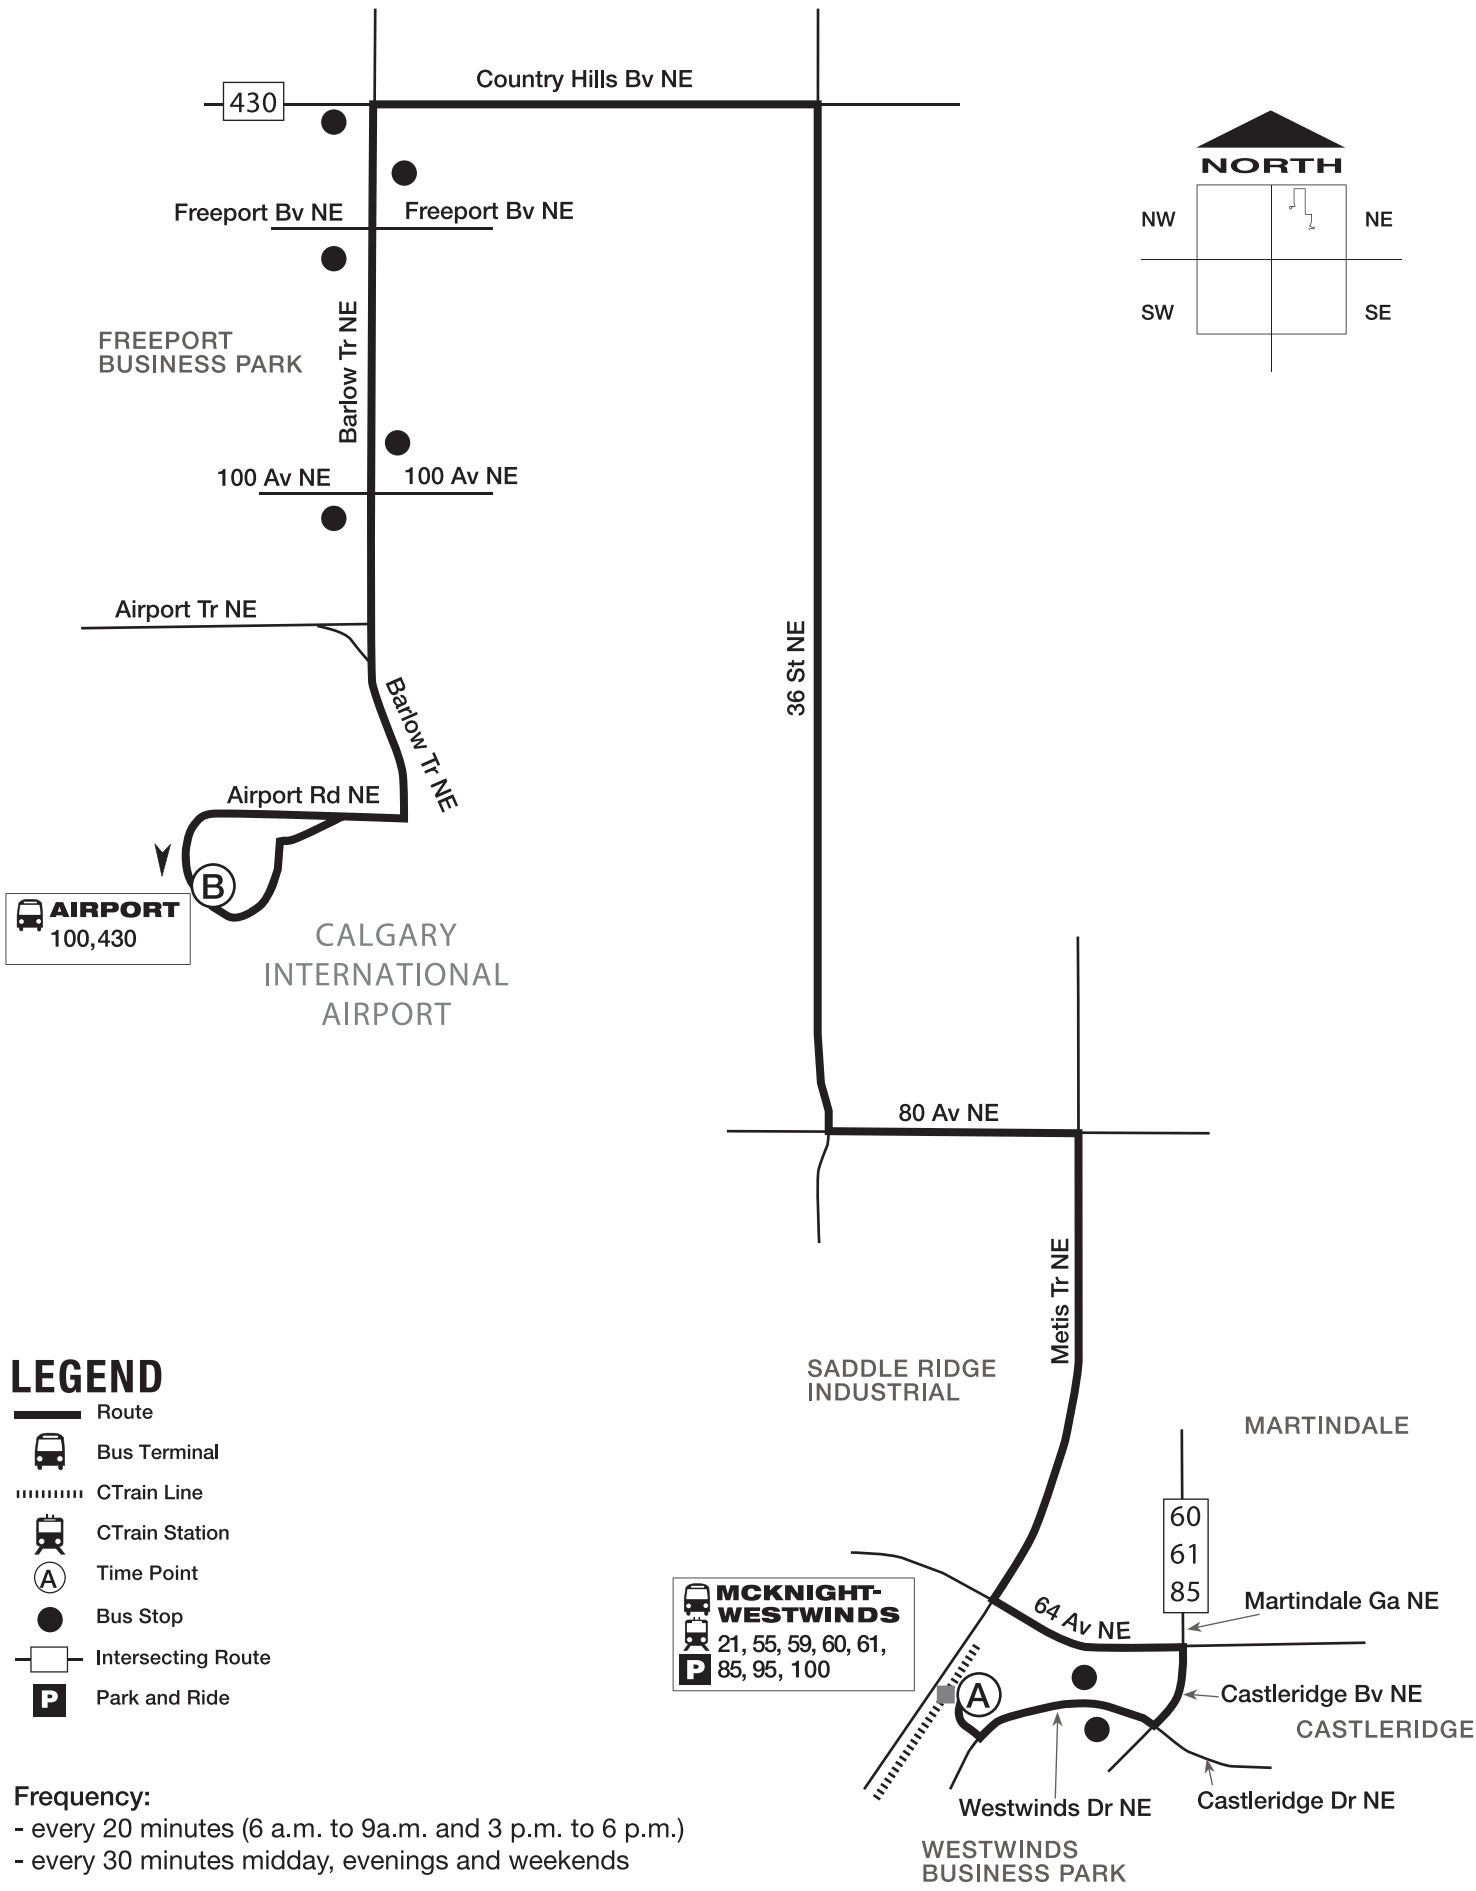 Country Hills Bv NE
430
NORTH
NW
NE
SW
SE
Freeport Bv NE
Freeport Bv NE
Barlow Tr NE
FREEPORT
BUSINESS PARK
100 Av NE
100 Av NE
Airport Tr NE
36 St NE
Barlow Tr NE
Airport Rd NE
B
AIRPORT
100,430
CALGARY
INTERNATIONAL
AIRPORT
80 Av NE
Metis Tr NE
SADDLE RIDGE
INDUSTRIAL
MARTINDALE
60
61
85
Martindale Ga NE
64 Av NE
MCKNIGHT-
WESTWINDS
21, 55, 59, 60, 61,
P 85, 95, 100
A
Castleridge Bv NE
CASTLERIDGE
Westwinds Dr NE
Castleridge Dr NE
WESTWINDS
BUSINESS PARK
LEGEND
Route
Bus Terminal
CTrain Line
CTrain Station
A Time Point
Bus Stop
Intersecting Route
P Park and Ride
Frequency:
- every 20 minutes (6 a.m. to 9a.m. and 3 p.m. to 6 p.m.)
- every 30 minutes midday, evenings and weekends